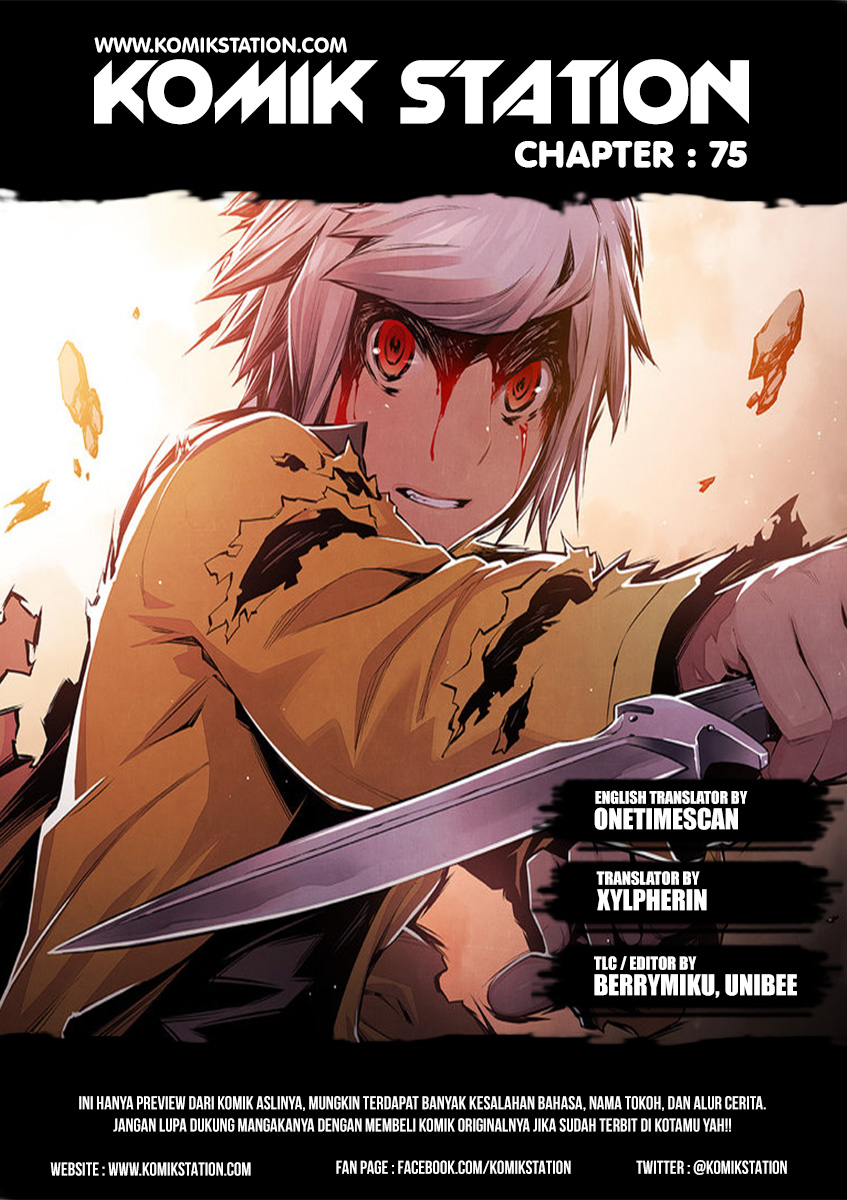 WWW.KOMIKSTATION.COM
KOMIK STATION
CHAPTER : 75
ENGLISH TRANSLATOR BY
ONETIMESCAN
TRANSLATOR BY
XYLPHERIN
TLC / EDITOR BY
BERRYMIKU, UNIBEE
INI HANYA PREVIEW DARI KOMIK ASLINYA, MUNGKIN TERDAPAT BANYAK KESALAHAN BAHASA, NAMA TOKOH, DAN ALUR CERITA.
JANGAN LUPA DUKUNG MANGAKANYA DENGAN MEMBELI KOMIK ORIGINALNYA JIKA SUDAH TERBIT DI KOTAMU YAH!!
WEBSITE : WWW.KOMIKSTATION.COM FAN PAGE : FACEBOOK.COM/KOMIKSTATION TWITTER : @KOMIKSTATION